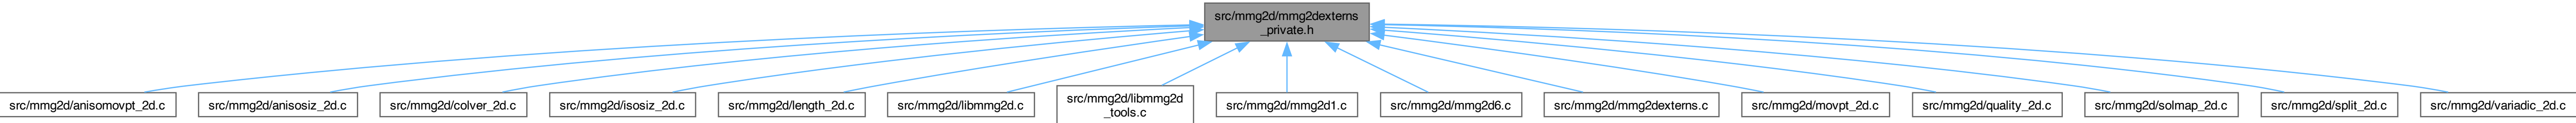 src/mmg2d/mmg2dexterns
_private.h
src/mmg2d/anisomovpt_2d.c
src/mmg2d/anisosiz_2d.c
src/mmg2d/colver_2d.c
src/mmg2d/isosiz_2d.c
src/mmg2d/length_2d.c
src/mmg2d/libmmg2d.c
src/mmg2d/libmmg2d
_tools.c
src/mmg2d/mmg2d1.c
src/mmg2d/mmg2d6.c
src/mmg2d/mmg2dexterns.c
src/mmg2d/movpt_2d.c
src/mmg2d/quality_2d.c
src/mmg2d/solmap_2d.c
src/mmg2d/split_2d.c
src/mmg2d/variadic_2d.c